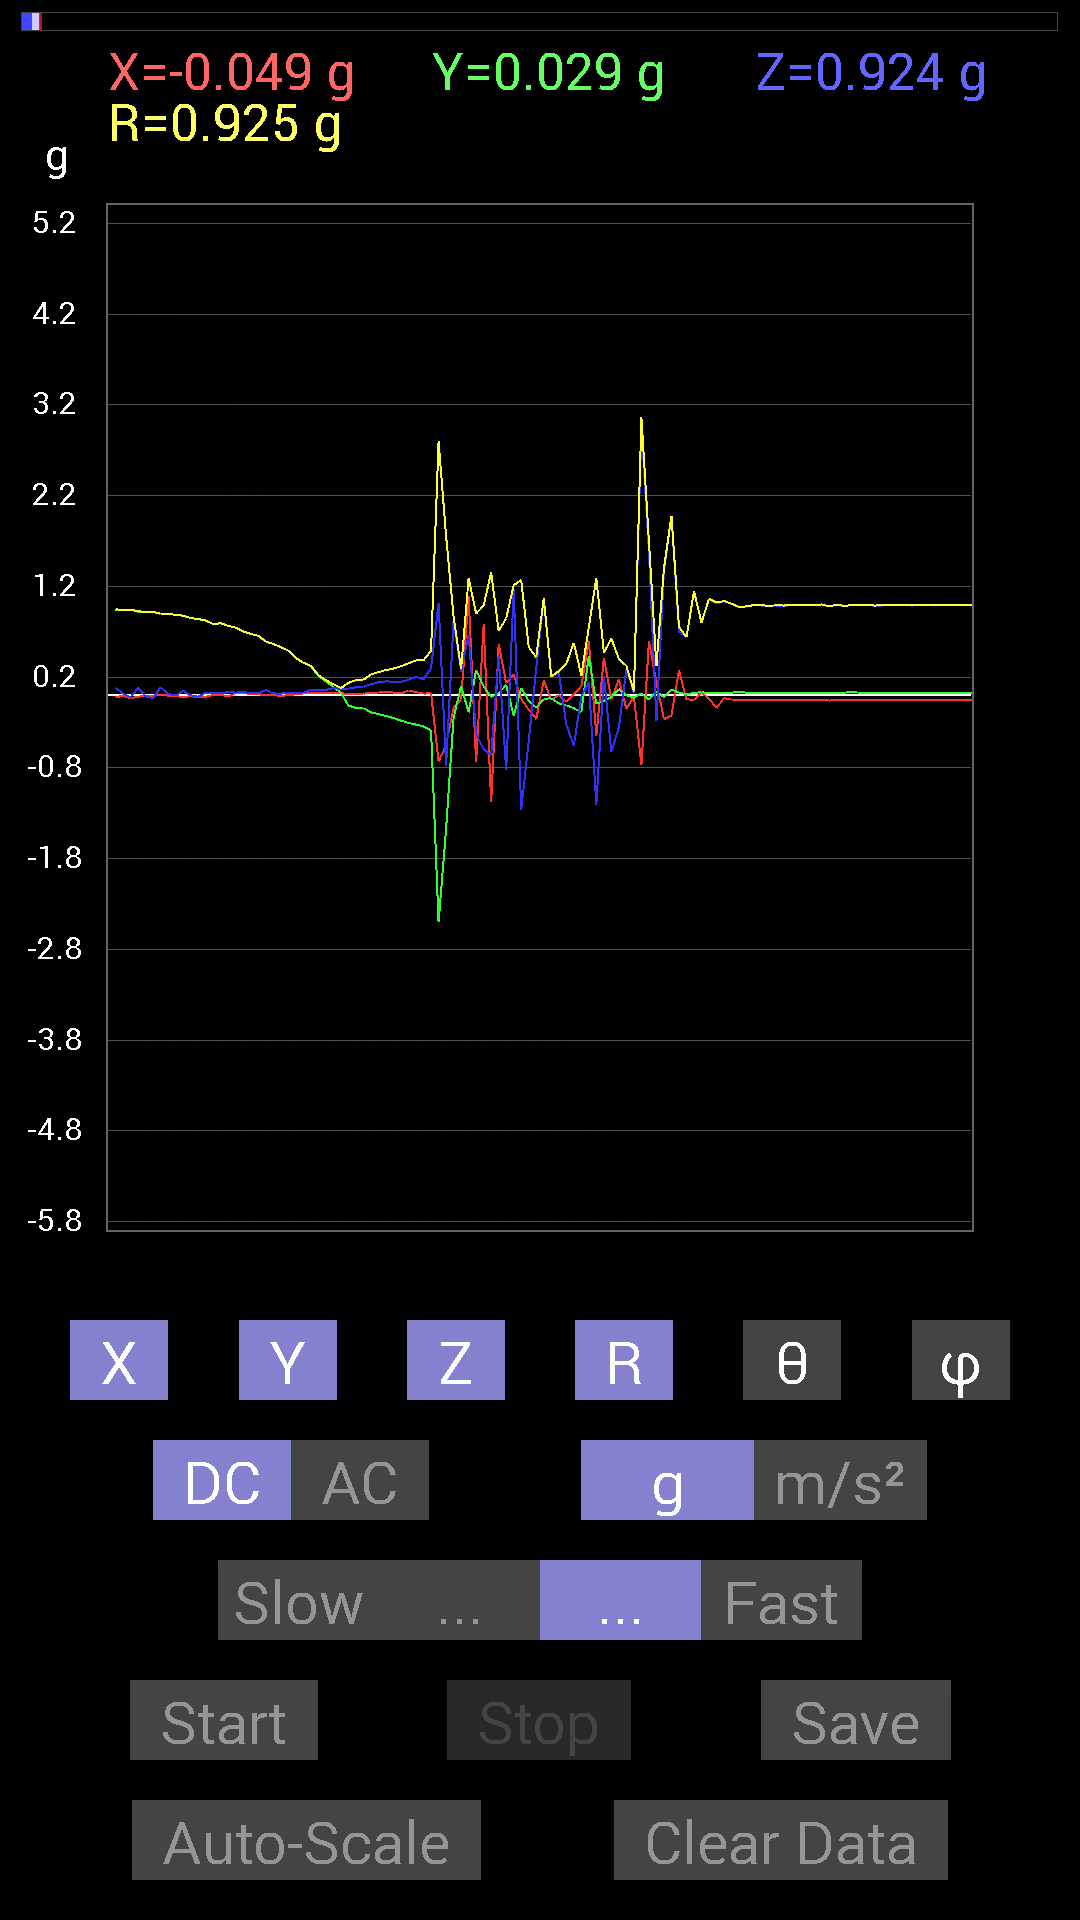 X=-0.049 g Y=0.029 g Z=0.924 g
R=0.925 g
g
5.2
4.2
3.2
2.2
1.2
0.2
-0.8
-1.8
-2.8
-3.8
-4.8
-5.8
X Y Z R θ φ
DC AC g m/s²
Slow ... ... Fast
Start Stop Save
Auto-Scale Clear Data